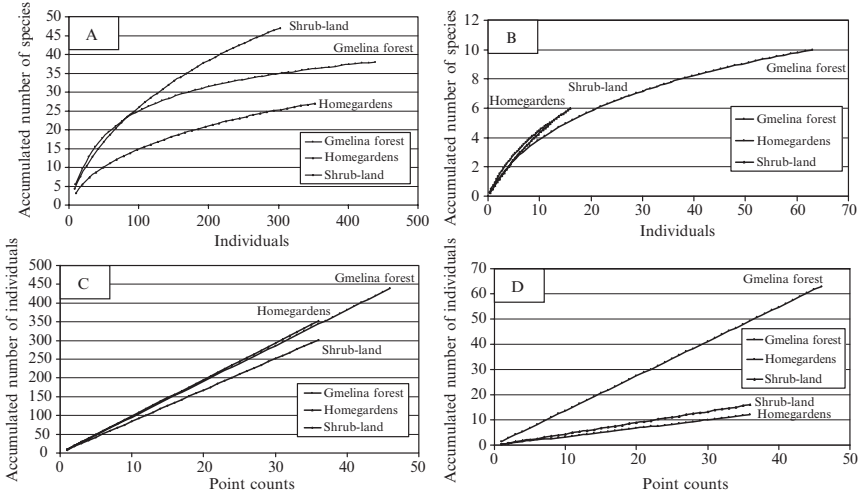 Accumulated number of species
50
45
40
35
30
25
20
15
10
5
0
A
Shrub-land
Gmelina forest
Homegardens
Gmelina forest
Homegardens
Shrub-land
0 100 200 300 400 500
Individuals
Accumulated number of species
12
10
8
6
4
2
0
B
Shrub-land
Gmelina forest
Homegardens
Gmelina forest
Homegardens
Shrub-land
0 10 20 30 40 50 60 70
Individuals
Accumulated number of individuals
500
450
400
350
300
250
200
150
100
50
0
C
Gmelina forest
Homegardens
Shrub-land
Gmelina forest
Homegardens
Shrub-land
0 10 20 30 40 50
Point counts
Accumulated number of individuals
70
60
50
40
30
20
10
0
D
Gmelina forest
Gmelina forest
Homegardens
Shrub-land
Shrub-land
Homegardens
0 10 20 30 40 50
Point counts